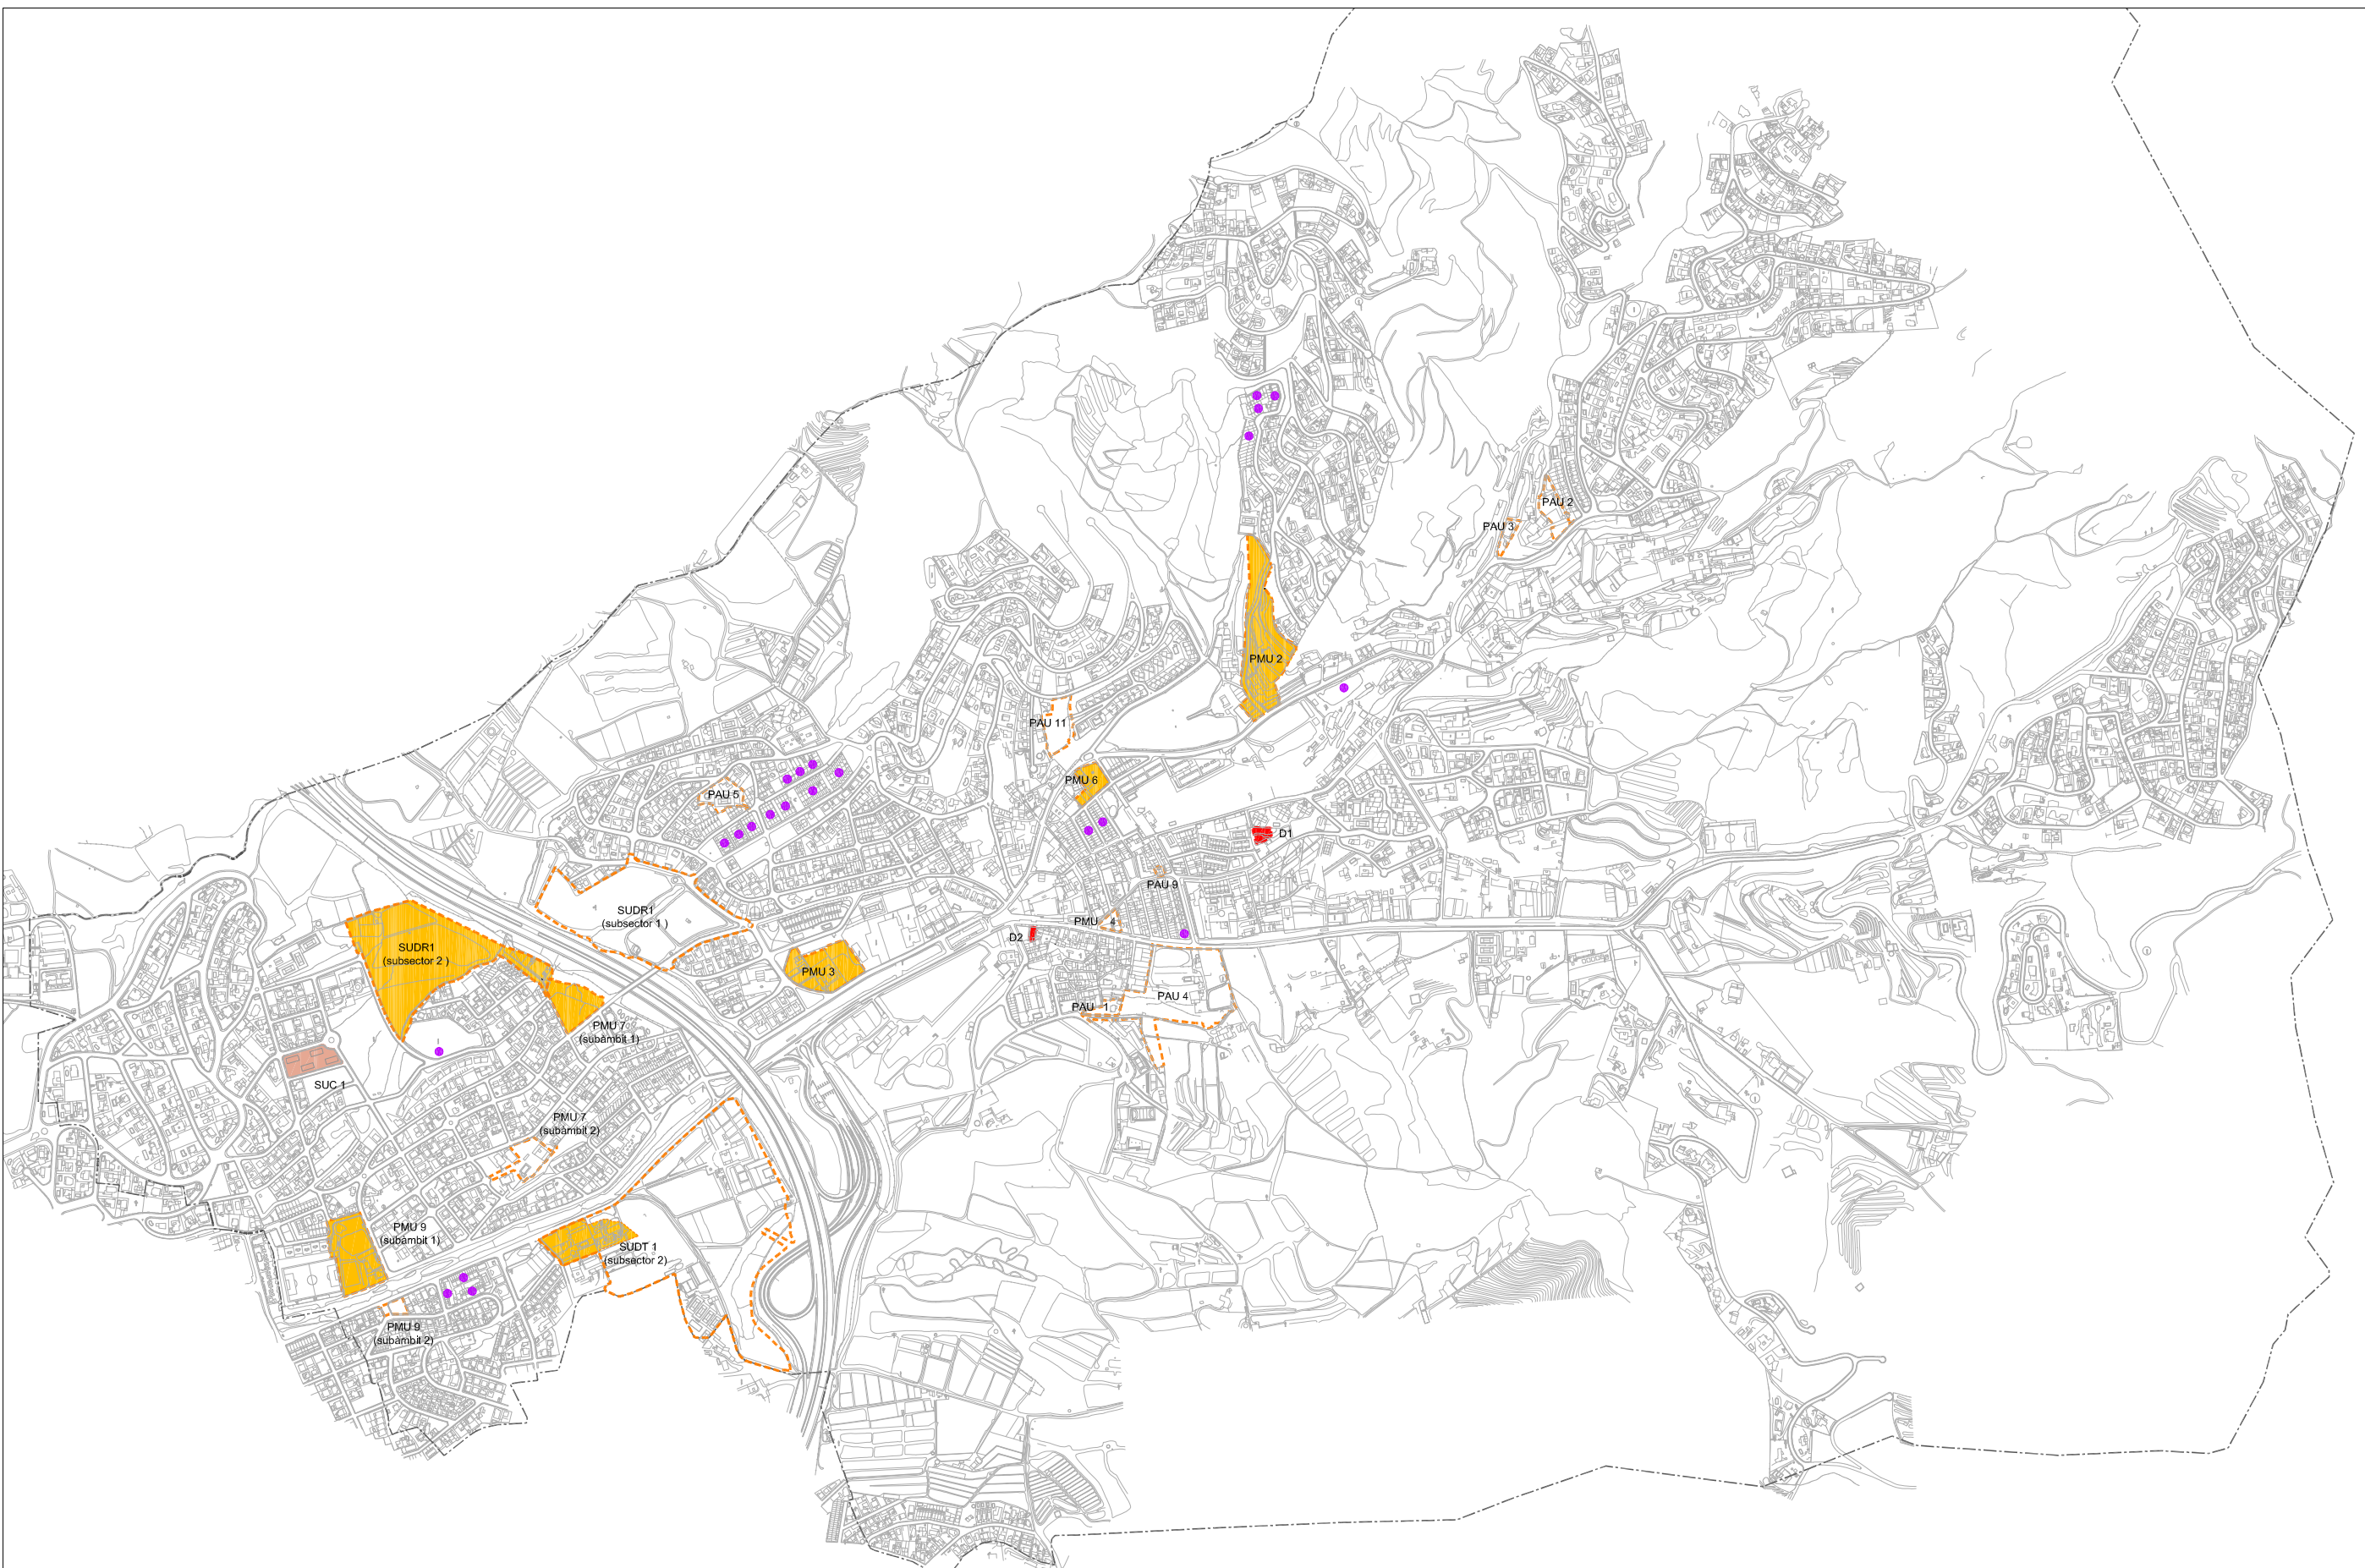 PAU 2
PAU 3
PMU 2
PAU 11
PMU 6
PAU 5
D1
PAU 9
SUDR1
(subsector 1 )
PMU 4
D2
SUDR1
(subsector 2 )
PMU 3
PAU 4
PAU 1
PMU 7
(subàmbit 1)
SUC 1
PMU 7
(subàmbit 2)
PMU 9
(subàmbit 1)
SUDT 1
(subsector 2)
PMU 9
(subàmbit 2)